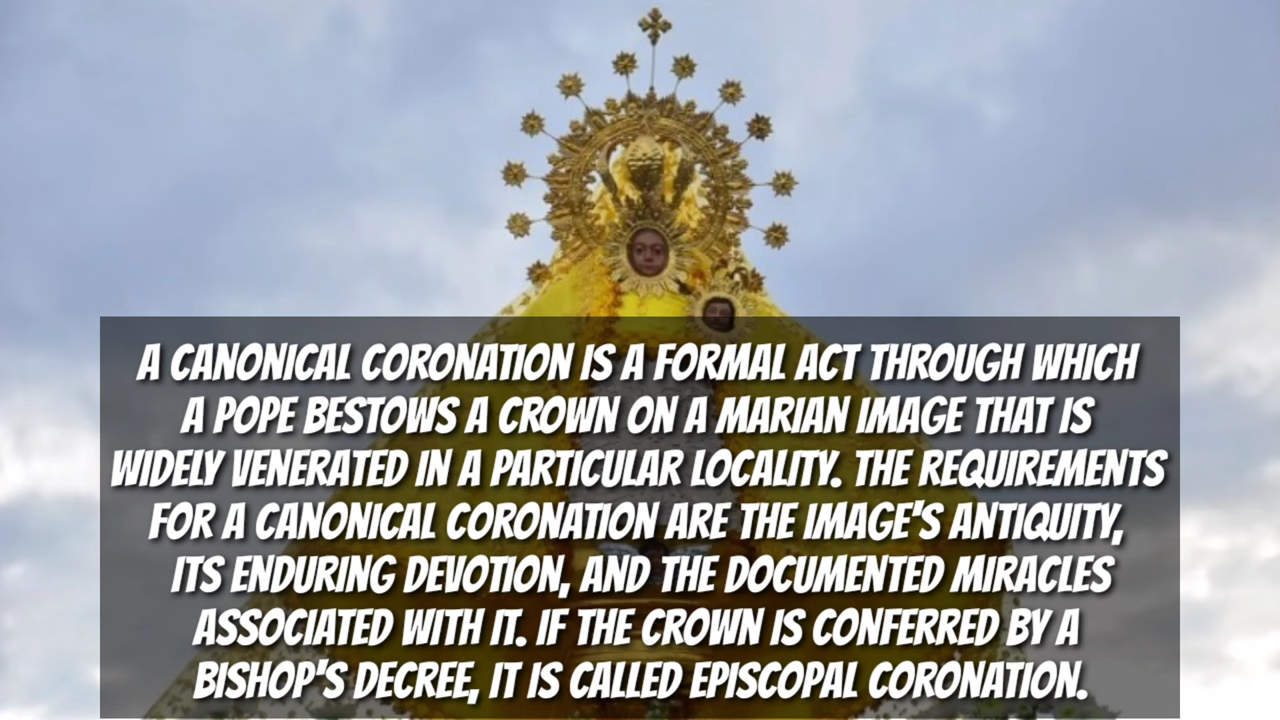 A CANONICAL CORONATION IS A FORMAL ACT THROUGH WHICH
A POPE BESTOWS A CROWN ON A MARIAN IMAGE THAT IS
WIDELY VENERATED IN A PARTICULAR LOCALITY. THE REQUIREMENTS
FOR A CANONICAL CORONATION ARE THE IMAGE'S ANTIQUITY,
ITS ENDURING DEVOTION, AND THE DOCUMENTED MIRACLES
ASSOCIATED WITH IT. IF THE CROWN IS CONFERRED BY A
BISHOP'S DECREE, IT IS CALLED EPISCOPAL CORONATION.